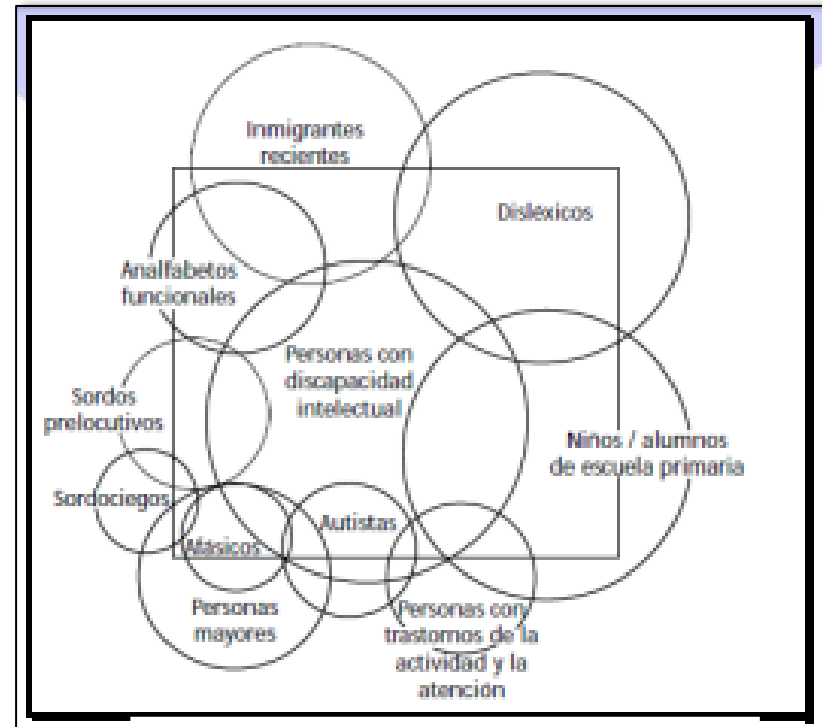 Inmigrantes
recientes
Disléxicos
Analfabetos
funcionales
Personas con
discapacidad
intelectual
Sordos
prelocutivos
Niños / alumnos
de escuela primaria
Sordociegos
Autistas
Afásicos
Personas
mayores
Personas con
trastornos de la
actividad y la
atención